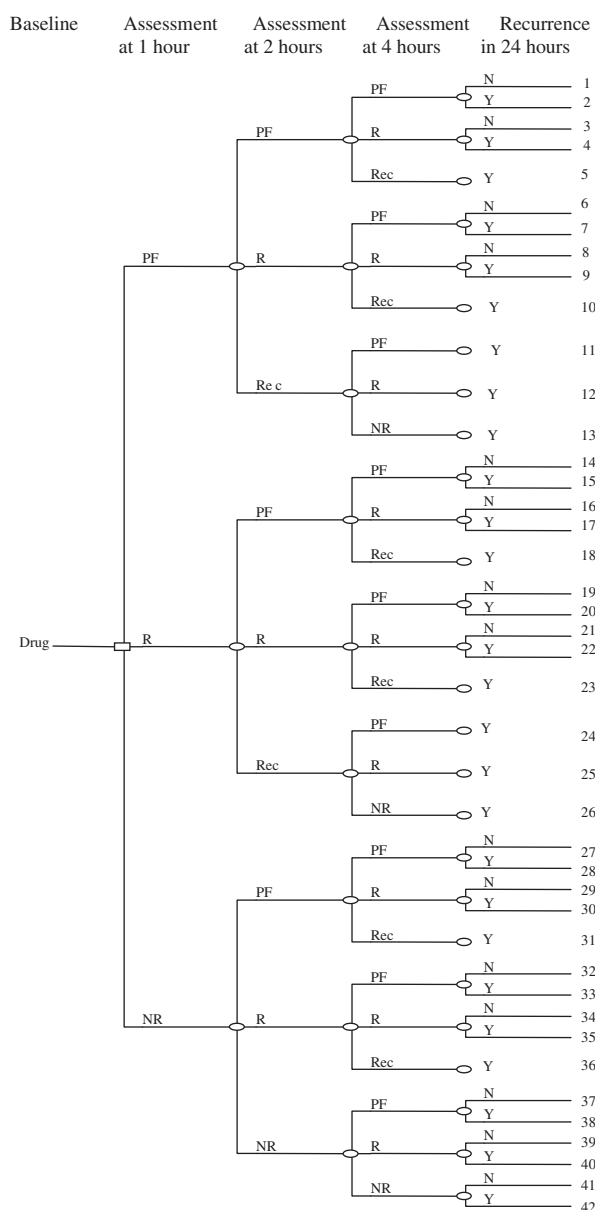 Baseline Assessment Assessment Assessment Recurrence
at 1 hour at 2 hours at 4 hours in 24 hours
N 1
PF Y 2
PF R N 3
Y 4
Rec Y 5
N 6
PF Y 7
PF R R N 8
Y 9
Rec Y 10
PF Y 11
Re c R Y 12
NR Y 13
N 14
PF Y 15
PF R N 16
Y 17
Rec Y 18
N 19
PF Y 20
N 21
Drug R R R Y 22
Rec Y 23
PF Y 24
Rec R Y 25
NR Y 26
N 27
PF Y 28
PF R N 29
Y 30
Rec Y 31
N 32
PF Y 33
NR R R N 34
Y 35
Rec Y 36
N 37
PF Y 38
NR R N 39
Y 40
NR N 41
Y 42